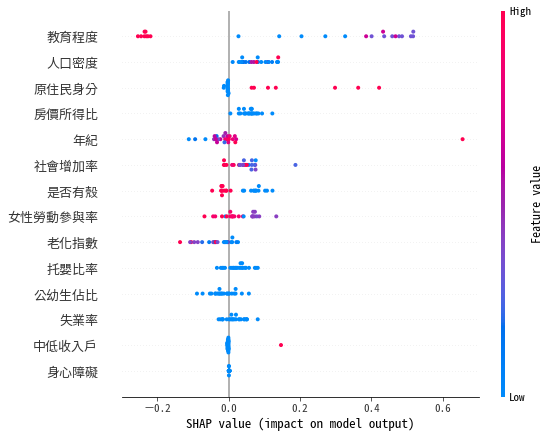 High
教育程度
人口密度
原住民身分
房價所得比
年紀
社會增加率
是否有殼
女性勞動參與率
老化指數
托嬰比率
公幼生佔比
失業率
中低收入戶
身心障礙
Feature value
Low
−0.2 0.0 0.2 0.4 0.6
SHAP value (impact on model output)